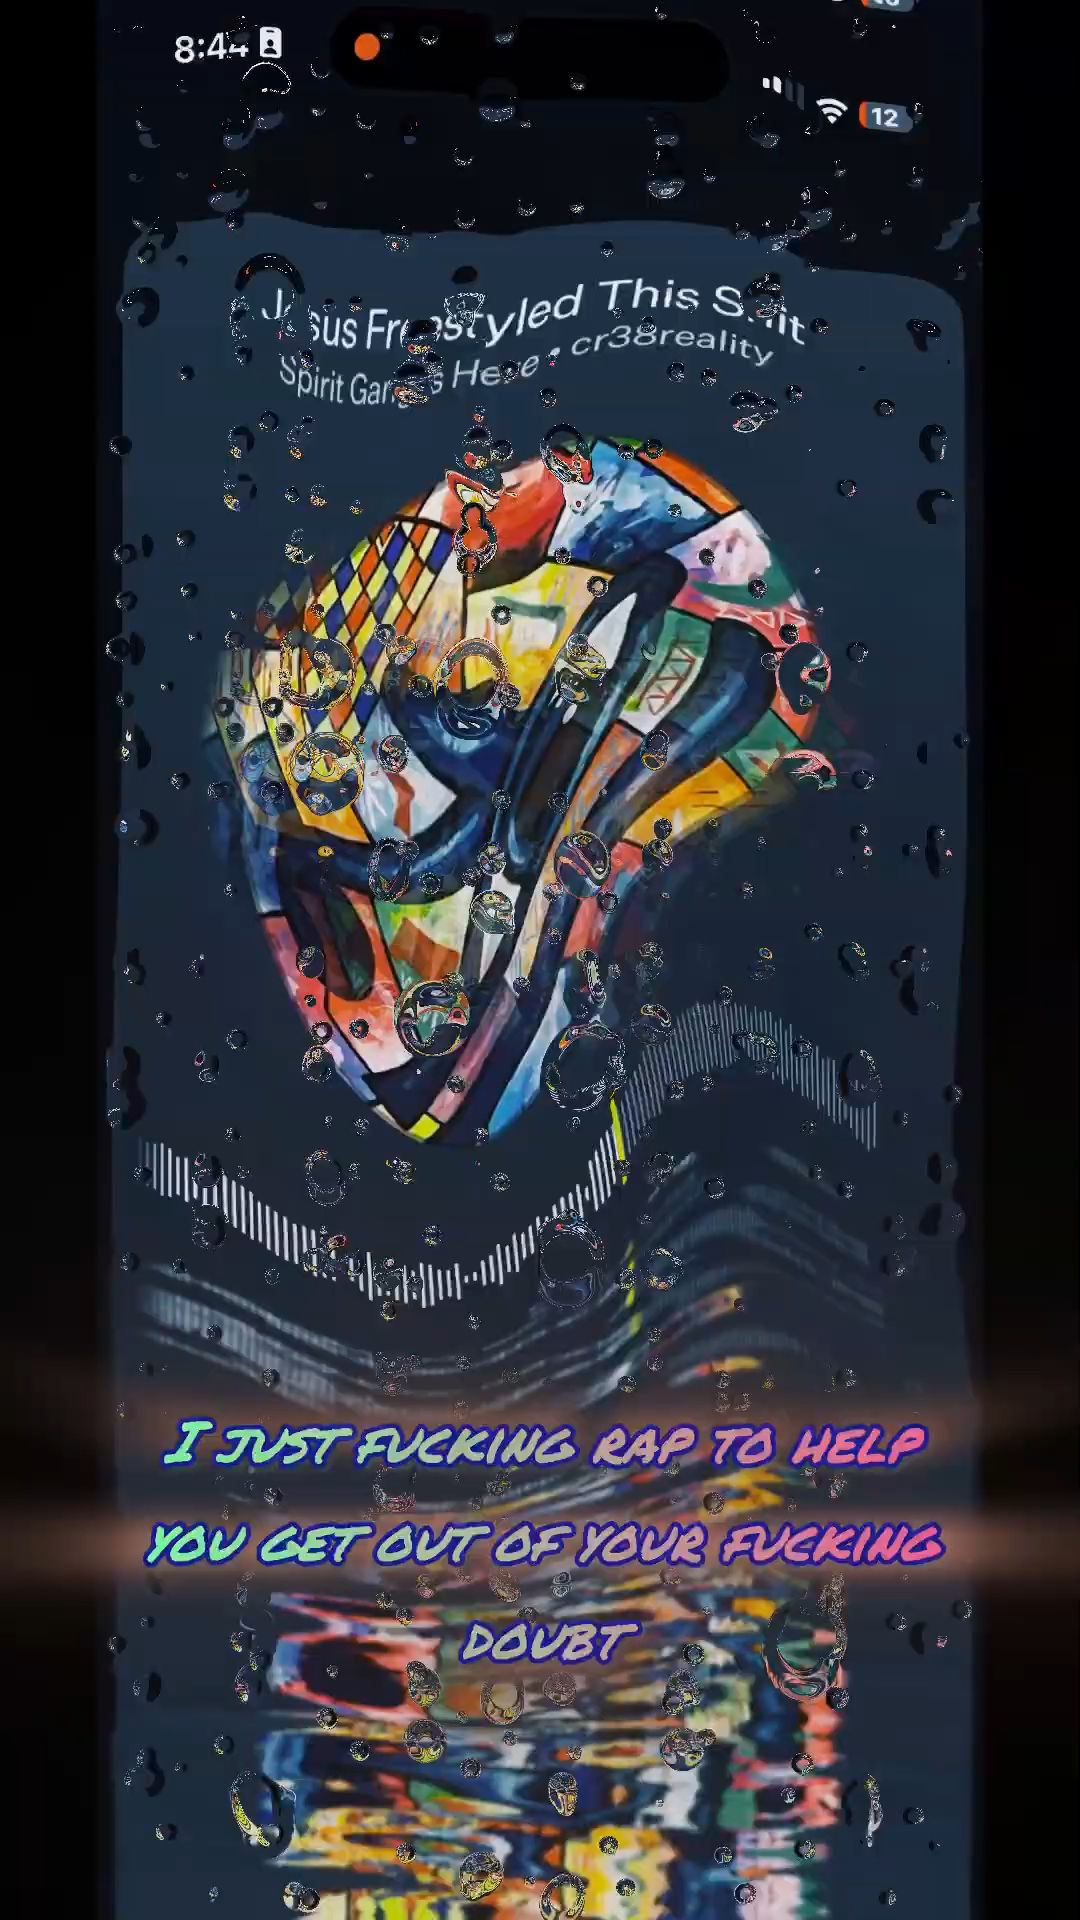 8:44
12
Jesus Freestyled This Shit
Spirit Ganges Here • cr38reality
I JUST FUCKING RAP TO HELP
YOU GET OUT OF YOUR FUCKING
DOUBT